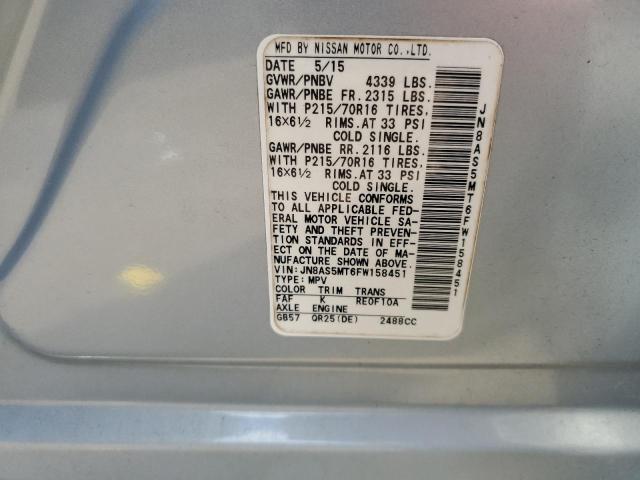 MFD BY NISSAN MOTOR CO.,LTD.
DATE 5/15
GVWR/PNBV 4339 LBS.
GAWR/PNBE FR. 2315 LBS.
WITH P215/70R16 TIRES,
16×6½ RIMS.AT 33 PSI
COLD SINGLE.
GAWR/PNBE RR. 2116 LBS.
WITH P215/70R16 TIRES,
16×6½ RIMS.AT 33 PSI
COLD SINGLE.
THIS VEHICLE CONFORMS
TO ALL APPLICABLE FED-
ERAL MOTOR VEHICLE SA-
FETY AND THEFT PREVEN-
TION STANDARDS IN EFF-
ECT ON THE DATE OF MA-
NUFACTURE SHOWN ABOVE.
VIN:JN8AS5MT6FW158451
TYPE:MPV
COLOR TRIM TRANS
FAF K RE0F10A
AXLE ENGINE
GB57 QR25(DE) 2488CC
JN8AS5MT6FW158451